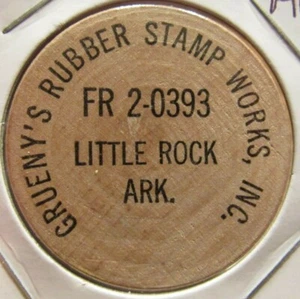 GRUENY'S RUBBER STAMP WORKS, INC.
FR 2-0393
LITTLE ROCK
ARK.